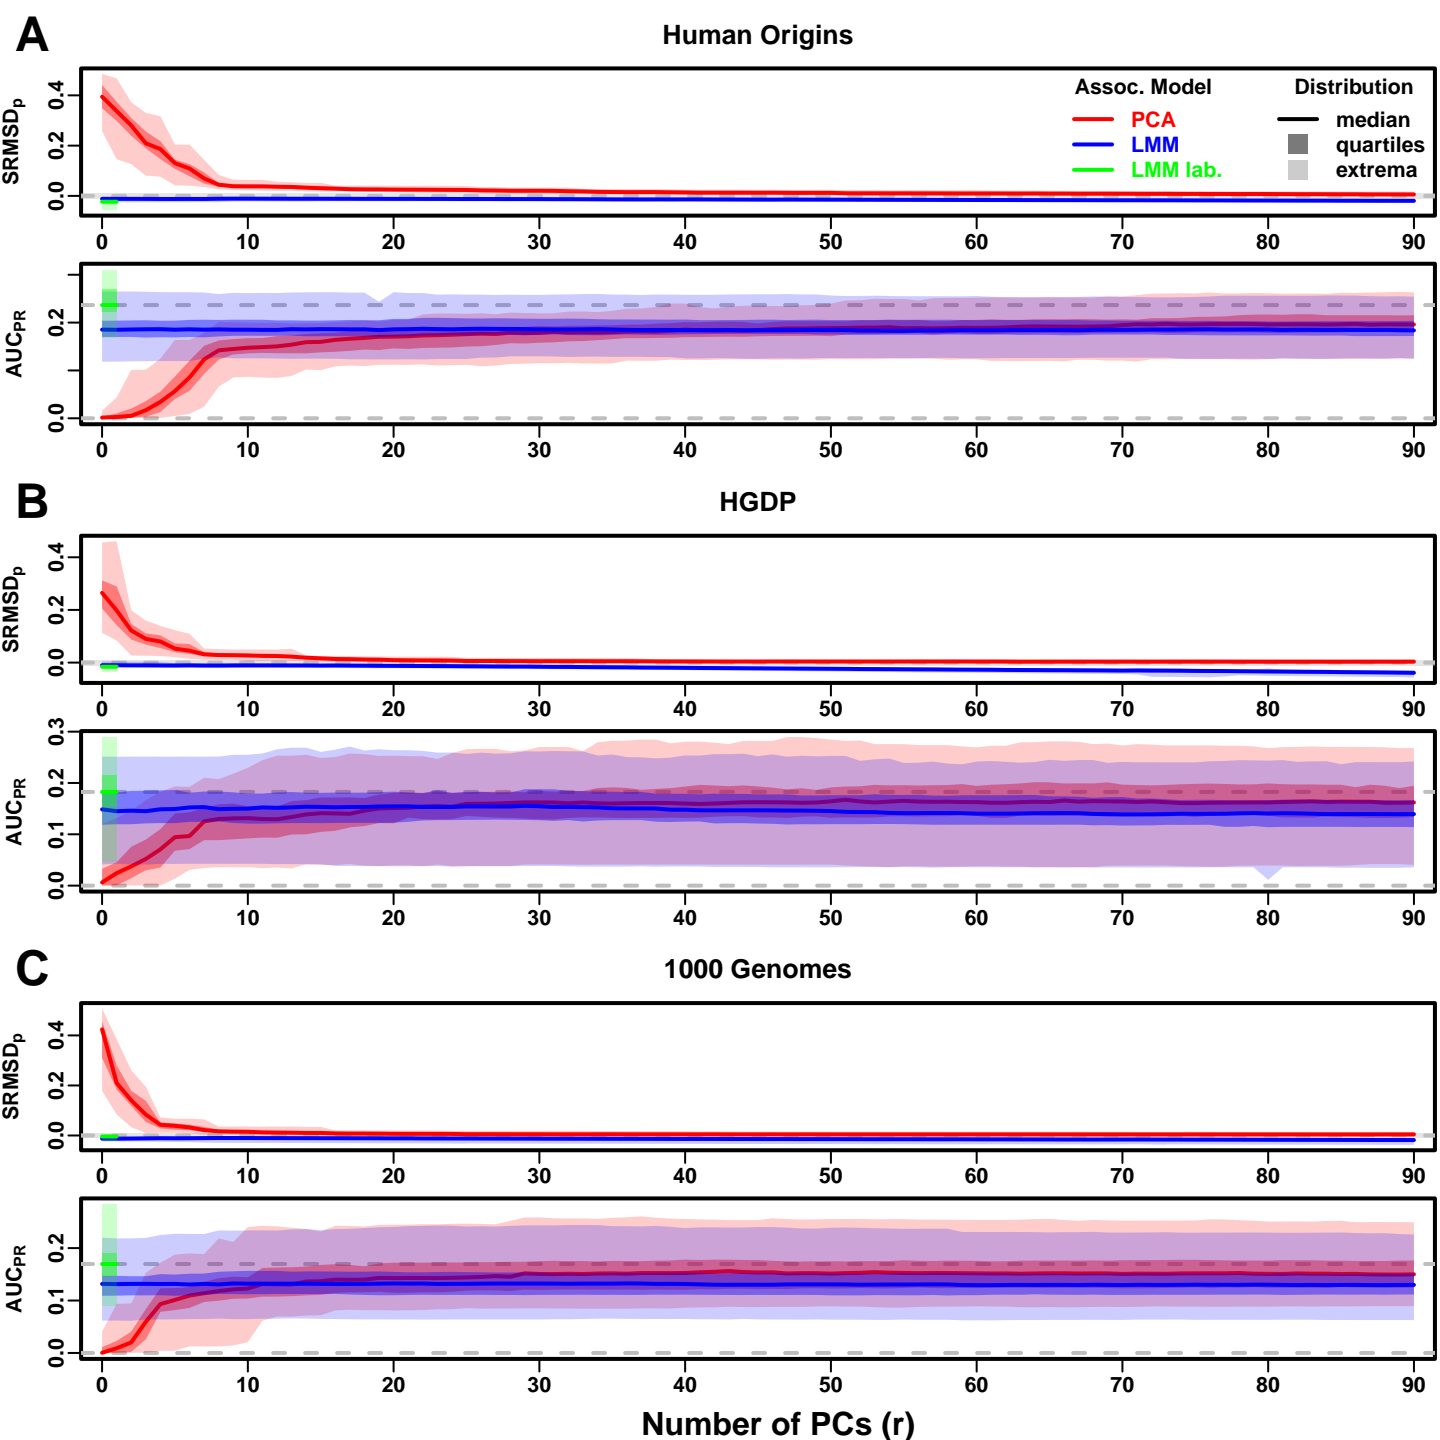 A
Human Origins
SRMSDp
0.0 0.2 0.4
Assoc. Model
PCA
LMM
LMM lab.
Distribution
median
quartiles
extrema
0 10 20 30 40 50 60 70 80 90
AUCPR
0.0 0.2
0 10 20 30 40 50 60 70 80 90
B
HGDP
SRMSDp
0.0 0.2 0.4
0 10 20 30 40 50 60 70 80 90
AUCPR
0.0 0.1 0.2 0.3
0 10 20 30 40 50 60 70 80 90
C
1000 Genomes
SRMSDp
0.0 0.2 0.4
0 10 20 30 40 50 60 70 80 90
AUCPR
0.0 0.1 0.2
0 10 20 30 40 50 60 70 80 90
Number of PCs (r)